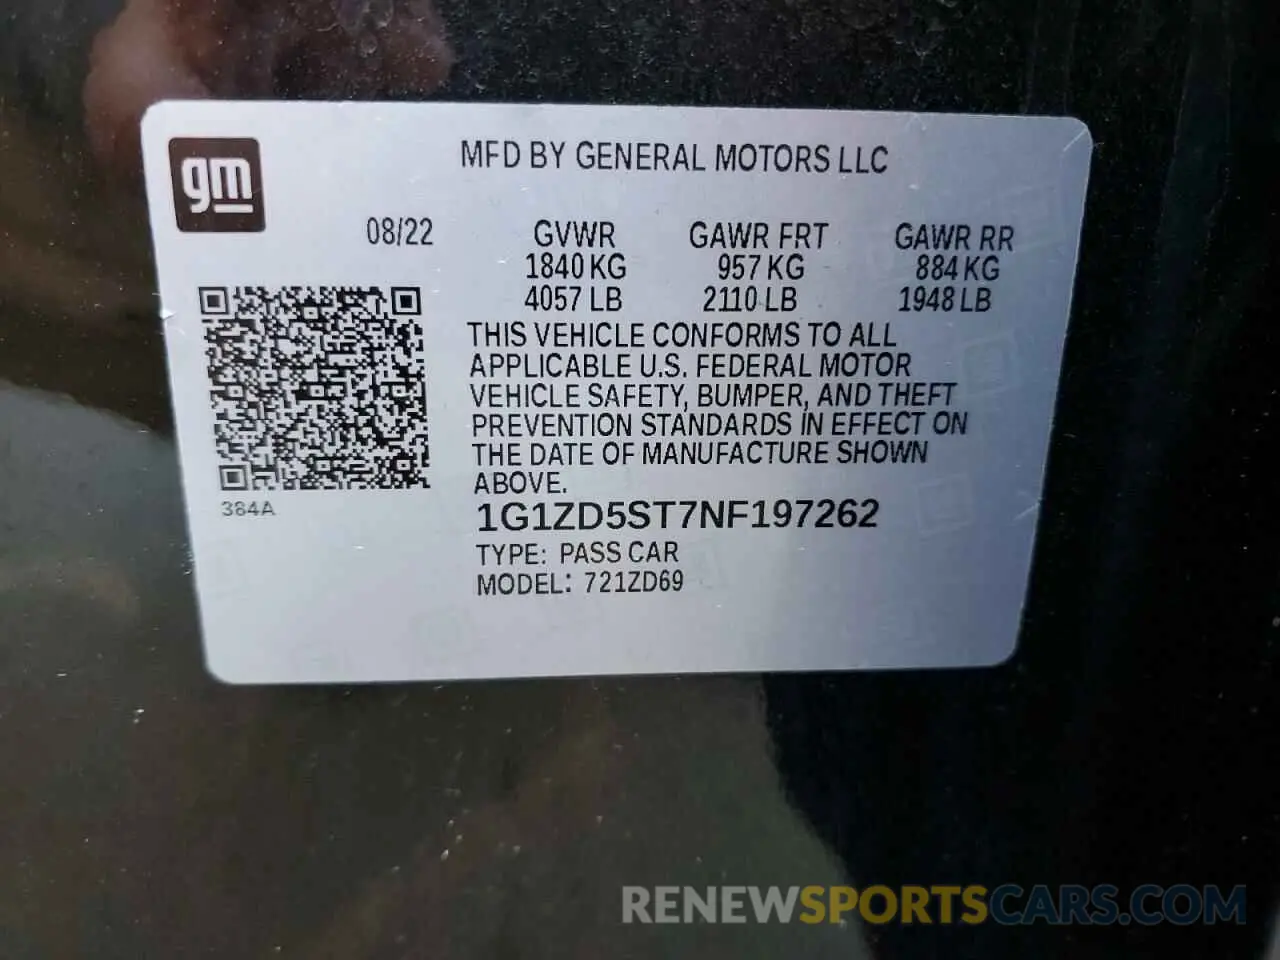 gm
MFD BY GENERAL MOTORS LLC
08/22 GVWR GAWR FRT GAWR RR
1840 KG 957 KG 884 KG
4057 LB 2110 LB 1948 LB
THIS VEHICLE CONFORMS TO ALL
APPLICABLE U.S. FEDERAL MOTOR
VEHICLE SAFETY, BUMPER, AND THEFT
PREVENTION STANDARDS IN EFFECT ON
THE DATE OF MANUFACTURE SHOWN
ABOVE.
384A
1G1ZD5ST7NF197262
TYPE: PASS CAR
MODEL: 721ZD69
RENEWSPORTSCARS.COM